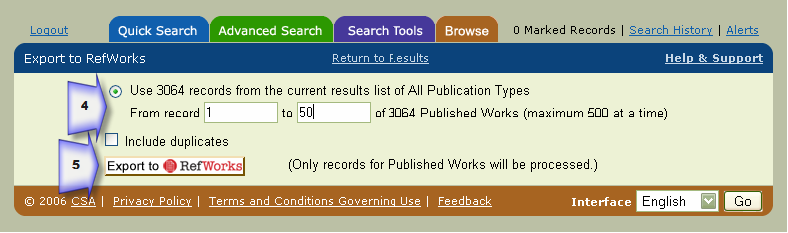 Logout Quick Search Advanced Search Search Tools Browse 0 Marked Records | Search History | Alerts
Export to RefWorks Return to Results Help & Support
4 Use 3064 records from the current results list of All Publication Types
From record 1 to 50 of 3064 Published Works (maximum 500 at a time)
Include duplicates
5 Export to RefWorks (Only records for Published Works will be processed.)
© 2006 CSA | Privacy Policy | Terms and Conditions Governing Use | Feedback Interface English Go